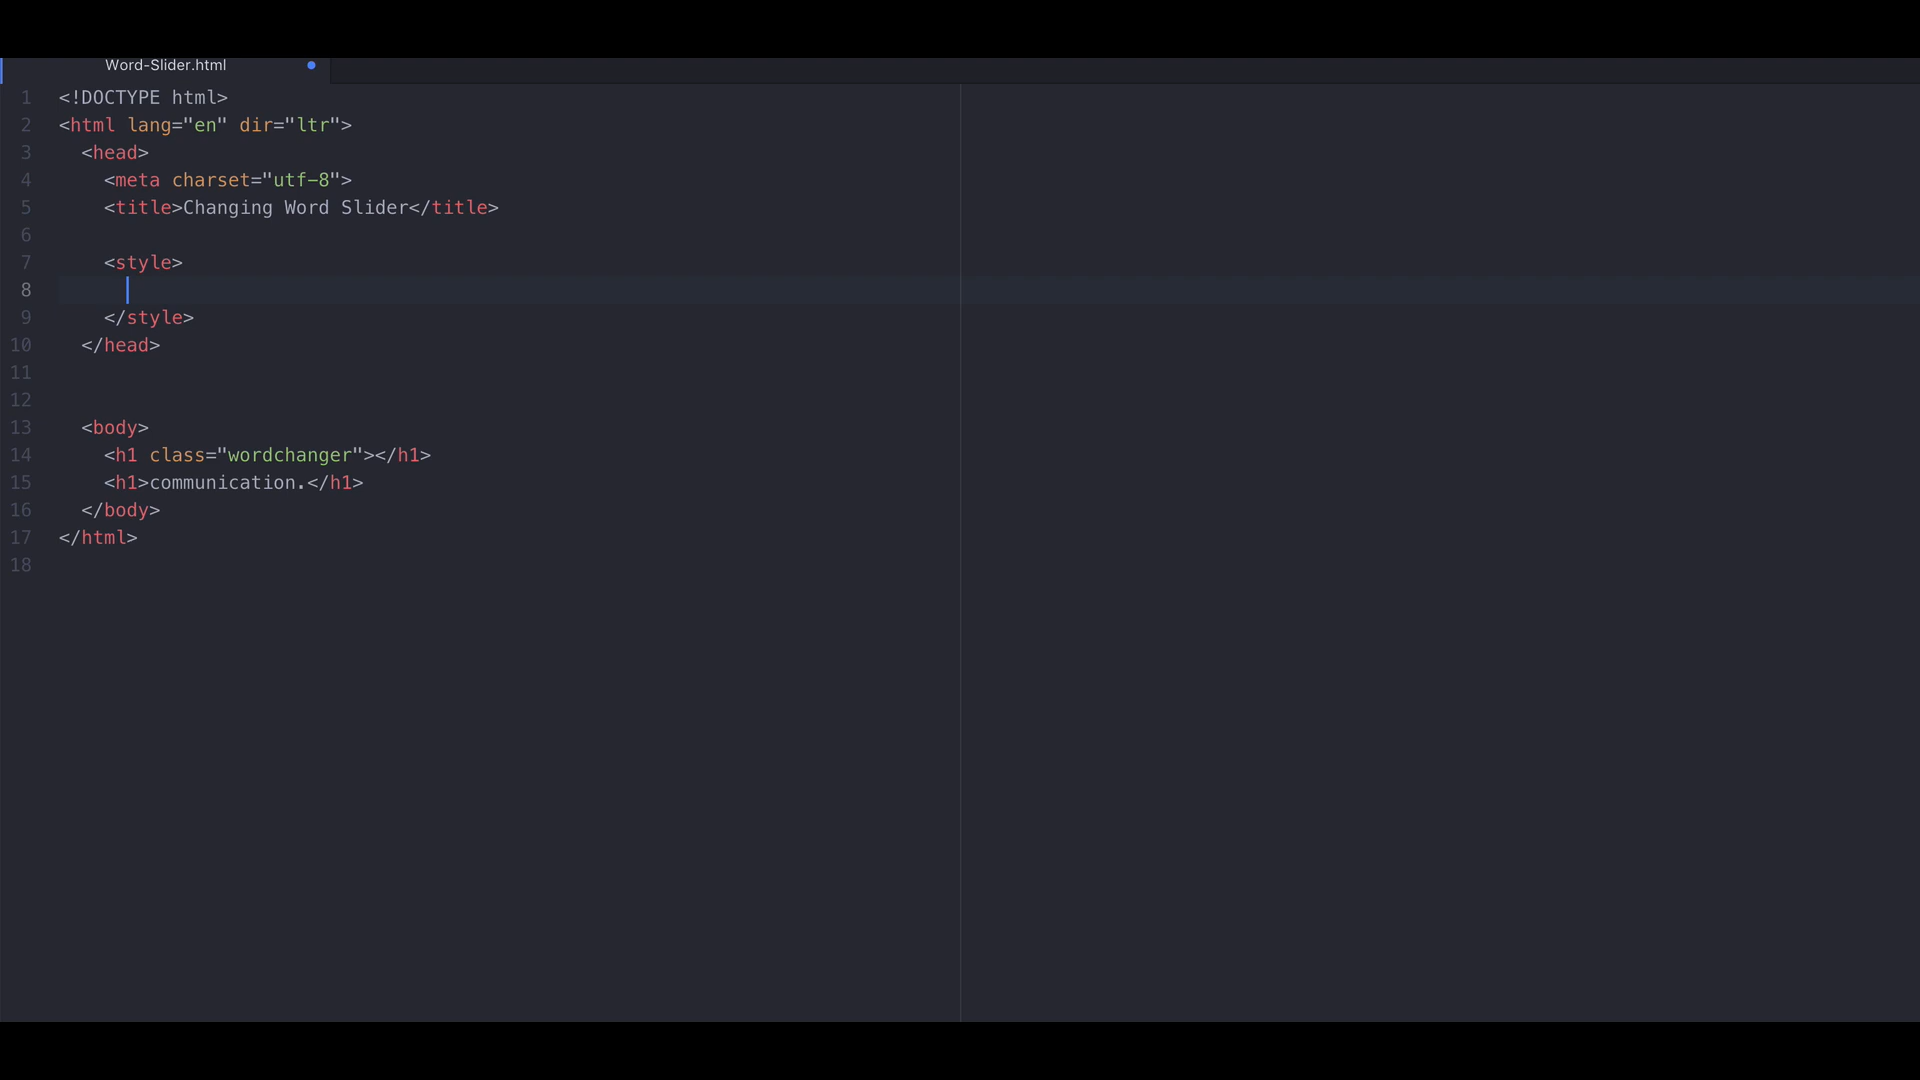 Word-Slider.html
1 <!DOCTYPE html>
2 <html lang="en" dir="ltr">
3 <head>
4 <meta charset="utf-8">
5 <title>Changing Word Slider</title>
6
7 <style>
8
9 </style>
10 </head>
11
12
13 <body>
14 <h1 class="wordchanger"></h1>
15 <h1>communication.</h1>
16 </body>
17 </html>
18